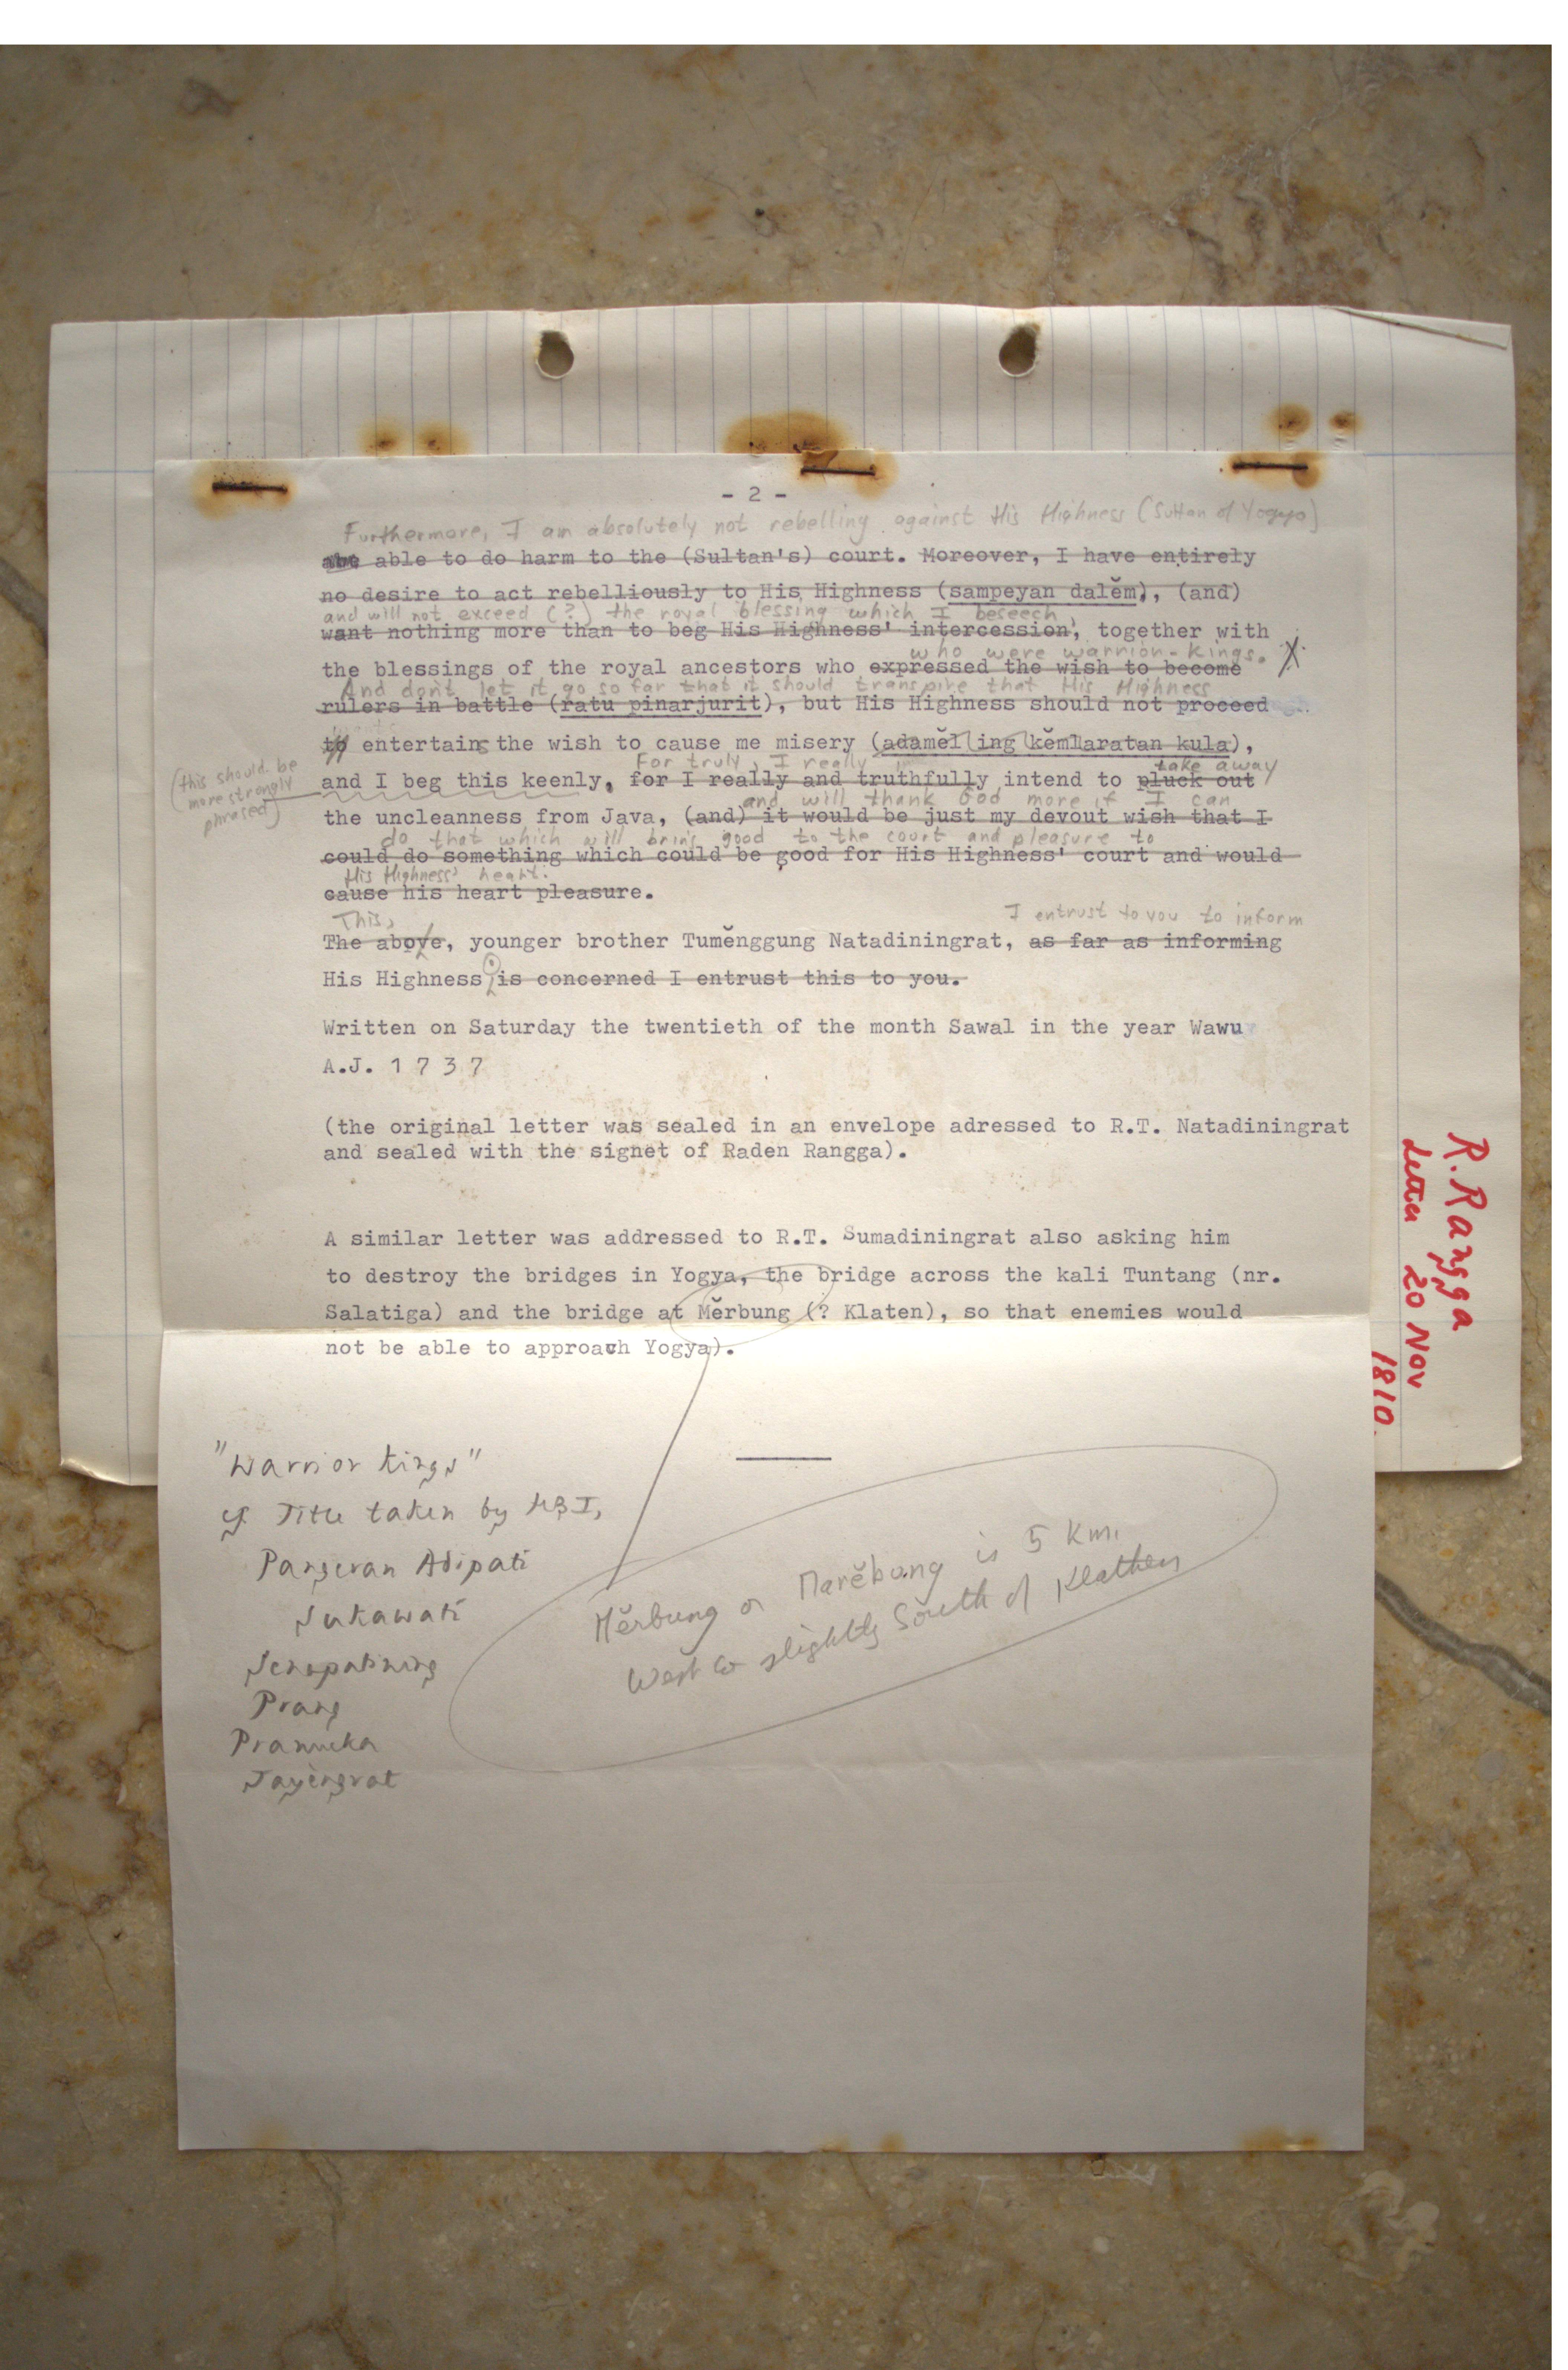 - 2 -
Furthermore, I am absolutely not rebelling against His Highness (Sultan of Yogya)
able to do harm to the (Sultan's) court. Moreover, I have entirely
no desire to act rebelliously to His Highness (sampeyan dalĕm), (and)
and will not exceed (?) the royal blessing which I beseech,
want nothing more than to beg His Highness' intercession, together with
who were warrior-kings. X
the blessings of the royal ancestors who expressed the wish to become
And don't let it go so far that it should transpire that His Highness
rulers in battle (ratu pinarjurit), but His Highness should not proceed
to entertains the wish to cause me misery (adamĕl ing kĕmlaratan kula),
(this should be
more strongly
phrased)
For truly, I really
take away
and I beg this keenly, for I really and truthfully intend to pluck out
and will thank God more if I can
the uncleanness from Java, (and) it would be just my devout wish that I
do that which will bring good to the court and pleasure to
could do something which could be good for His Highness' court and would
His Highness' heart.
cause his heart pleasure.
This,
I entrust to you to inform
The above, younger brother Tumĕnggung Natadiningrat, as far as informing
His Highness is concerned I entrust this to you.
Written on Saturday the twentieth of the month Sawal in the year Wawu
A.J. 1 7 3 7
(the original letter was sealed in an envelope adressed to R.T. Natadiningrat
and sealed with the signet of Raden Rangga).
A similar letter was addressed to R.T. Sumadiningrat also asking him
to destroy the bridges in Yogya, the bridge across the kali Tuntang (nr.
Salatiga) and the bridge at Mĕrbung (? Klaten), so that enemies would
not be able to approach Yogya).
"Warrior kings"
cf. Title taken by HB I,
Pangeran Adipati
Sukawati
Senapatining
Prang
Pramuka
Jayengrat
Mĕrbung or Marĕbung is 5 km.
West & slightly South of Klathen
R. Rangga
Letter 20 Nov
1810